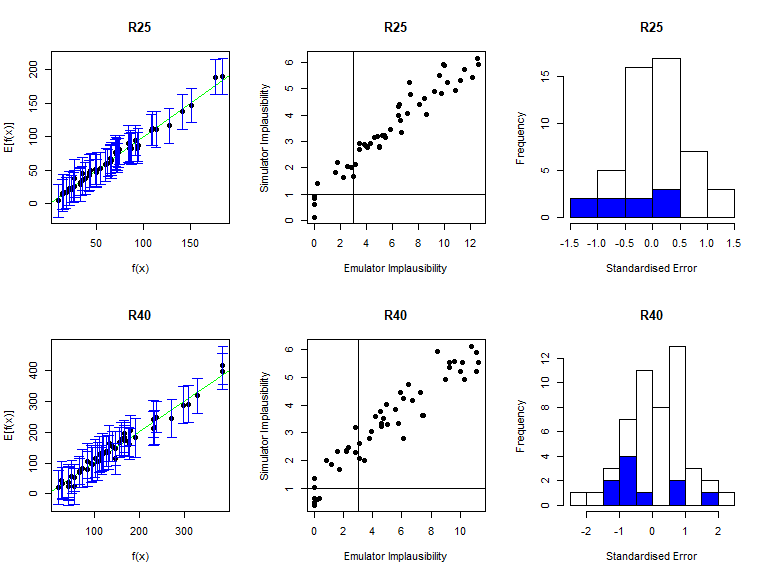 R25
E[f(x)]
0 50 100 150 200
50 100 150
f(x)
R25
Simulator Implausibility
0 1 2 3 4 5 6
0 2 4 6 8 10 12
Emulator Implausibility
R25
Frequency
0 5 10 15
-1.5 -1.0 -0.5 0.0 0.5 1.0 1.5
Standardised Error
R40
E[f(x)]
0 100 200 300 400
100 200 300
f(x)
R40
Simulator Implausibility
1 2 3 4 5 6
0 2 4 6 8 10
Emulator Implausibility
R40
Frequency
0 2 4 6 8 12
-2 -1 0 1 2
Standardised Error